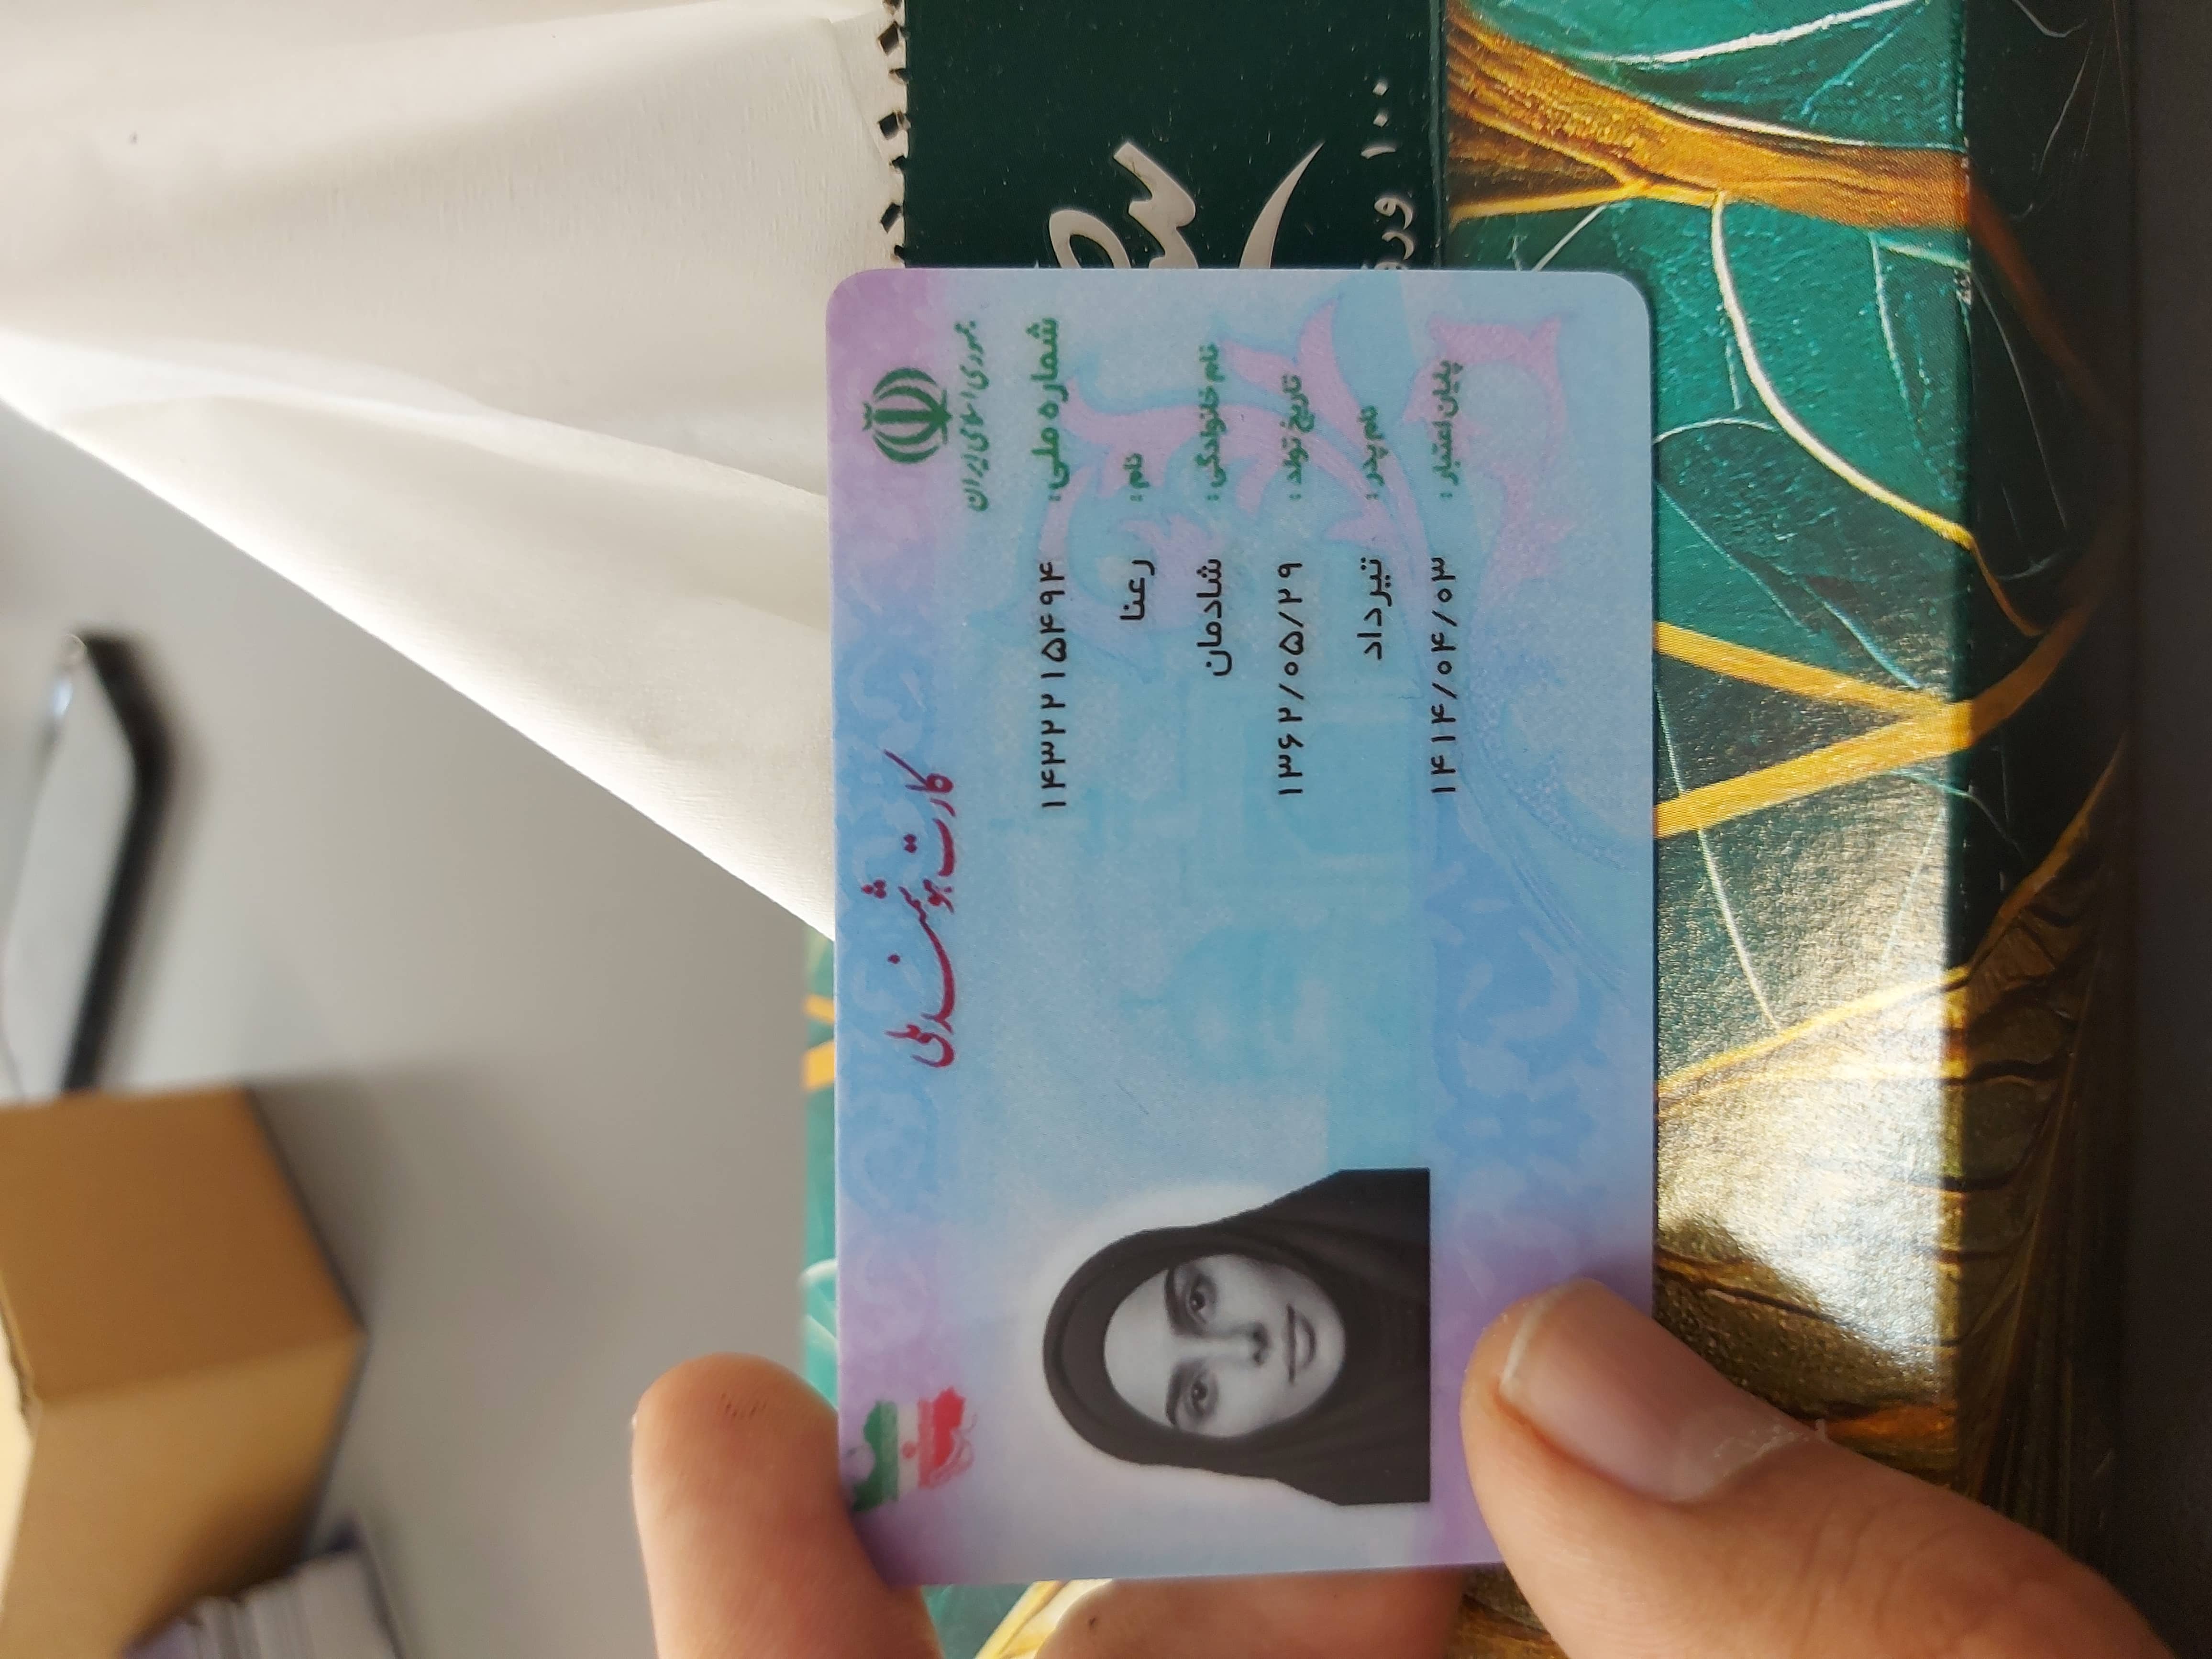 جمهوری اسلامی ایران
کارت هوشمند ملی
شماره ملی: ۱۴۳۲۲۱۵۴۹۴
نام: رعنا
نام خانوادگی: شادمان
تاریخ تولد: ۱۳۶۲/۰۵/۲۹
نام پدر: تیرداد
پایان اعتبار: ۱۴۱۴/۰۴/۰۳
۱۰۰